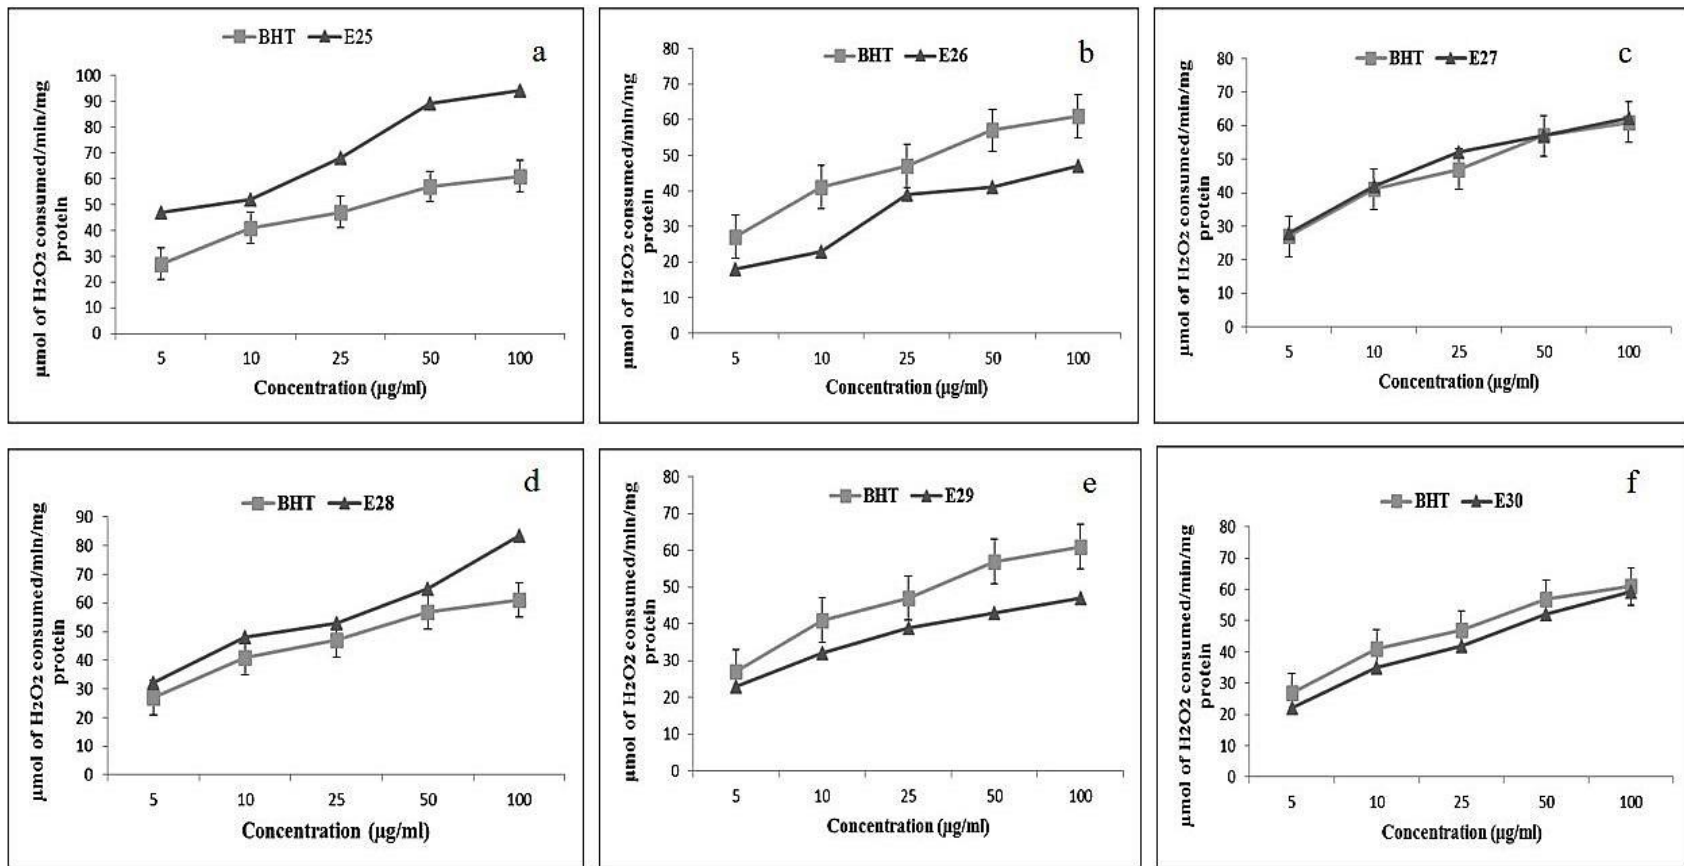 BHT E25
a
μmol of H2O2 consumed/min/mg
protein
100
90
80
70
60
50
40
30
20
10
0
5 10 25 50 100
Concentration (μg/ml)
BHT E26
b
μmol of H2O2 consumed/min/mg
protein
80
70
60
50
40
30
20
10
0
5 10 25 50 100
Concentration (μg/ml)
BHT E27
c
μmol of H2O2 consumed/min/mg
protein
80
70
60
50
40
30
20
10
0
5 10 25 50 100
Concentration (μg/ml)
BHT E28
d
μmol of H2O2 consumed/min/mg
protein
90
80
70
60
50
40
30
20
10
0
5 10 25 50 100
Concentration (μg/ml)
BHT E29
e
μmol of H2O2 consumed/min/mg
protein
80
70
60
50
40
30
20
10
0
5 10 25 50 100
Concentration (μg/ml)
BHT E30
f
μmol of H2O2 consumed/min/mg
protein
80
70
60
50
40
30
20
10
0
5 10 25 50 100
Concentration (μg/ml)